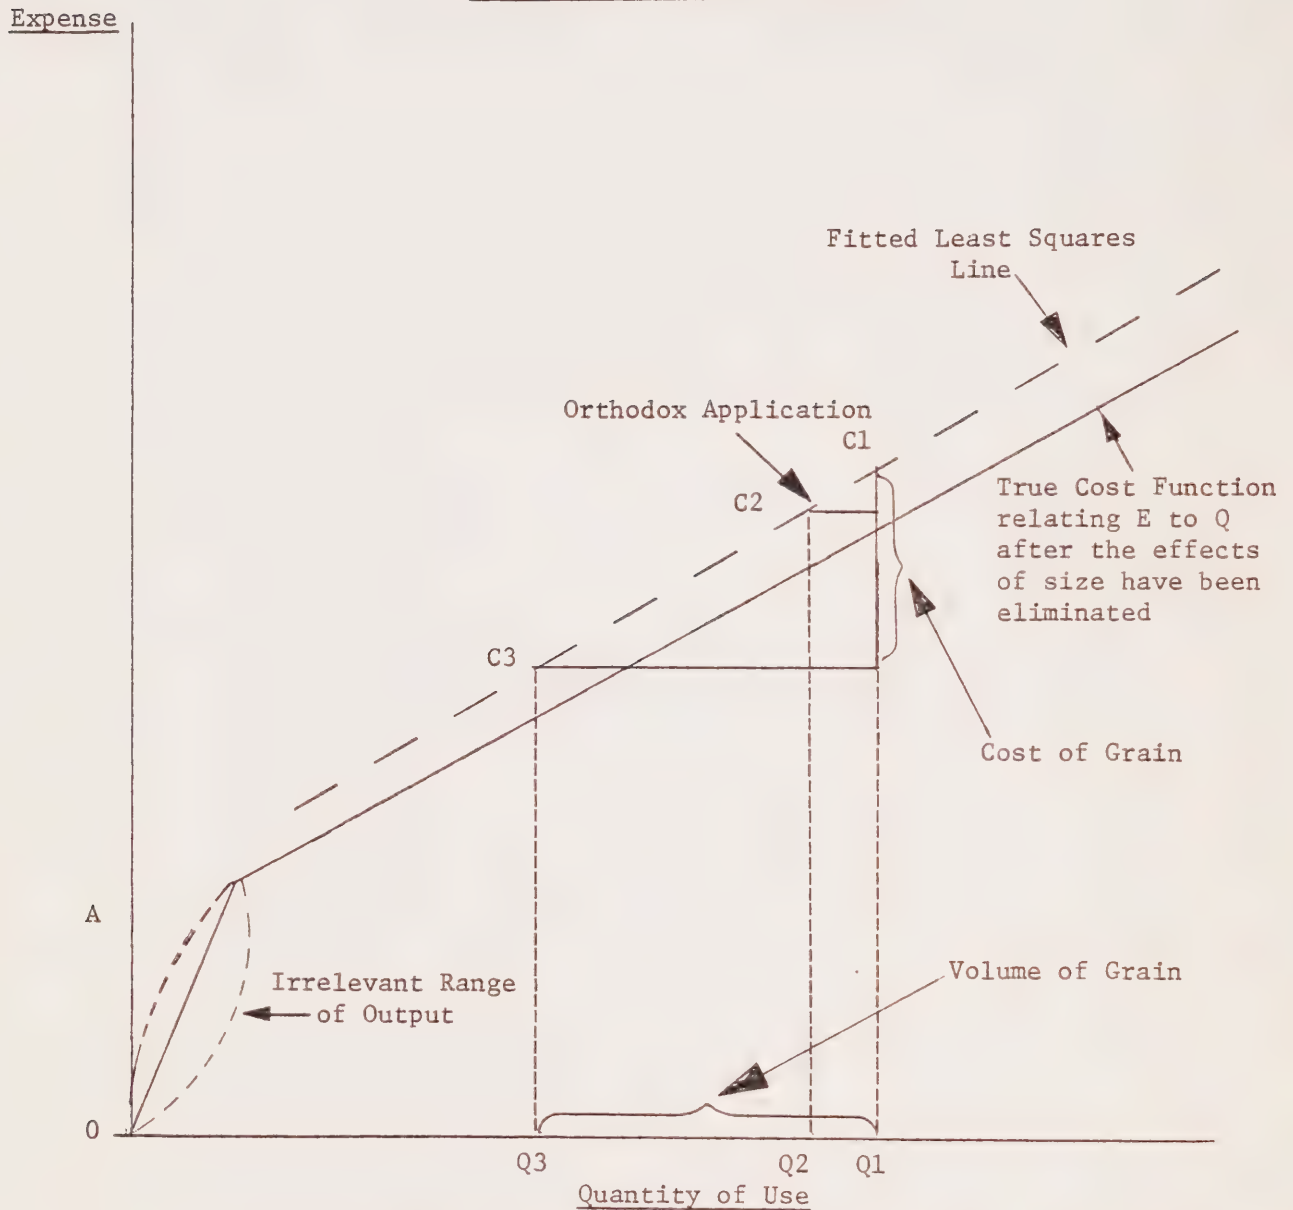 Expense
Fitted Least Squares
Line
Orthodox Application
C1
C2
True Cost Function
relating E to Q
after the effects
of size have been
eliminated
C3
Cost of Grain
A
Irrelevant Range
of Output
Volume of Grain
0
Q3
Q2
Q1
Quantity of Use